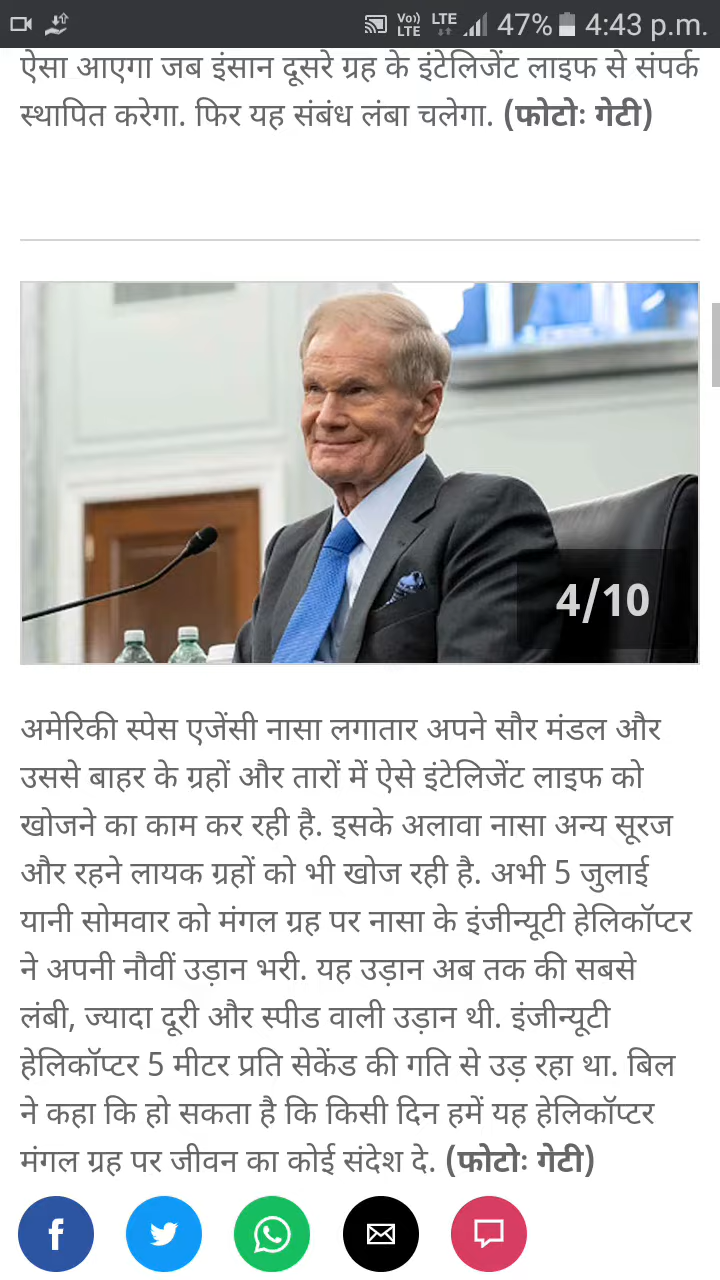 Vo)) LTE LTE 47% 4:43 p.m.
ऐसा आएगा जब इंसान दूसरे ग्रह के इंटेलिजेंट लाइफ से संपर्क
स्थापित करेगा. फिर यह संबंध लंबा चलेगा. (फोटोः गेटी)
4/10
अमेरिकी स्पेस एजेंसी नासा लगातार अपने सौर मंडल और
उससे बाहर के ग्रहों और तारों में ऐसे इंटेलिजेंट लाइफ को
खोजने का काम कर रही है. इसके अलावा नासा अन्य सूरज
और रहने लायक ग्रहों को भी खोज रही है. अभी 5 जुलाई
यानी सोमवार को मंगल ग्रह पर नासा के इंजीन्यूटी हेलिकॉप्टर
ने अपनी नौवीं उड़ान भरी. यह उड़ान अब तक की सबसे
लंबी, ज्यादा दूरी और स्पीड वाली उड़ान थी. इंजीन्यूटी
हेलिकॉप्टर 5 मीटर प्रति सेकेंड की गति से उड़ रहा था. बिल
ने कहा कि हो सकता है कि किसी दिन हमें यह हेलिकॉप्टर
मंगल ग्रह पर जीवन का कोई संदेश दे. (फोटोः गेटी)